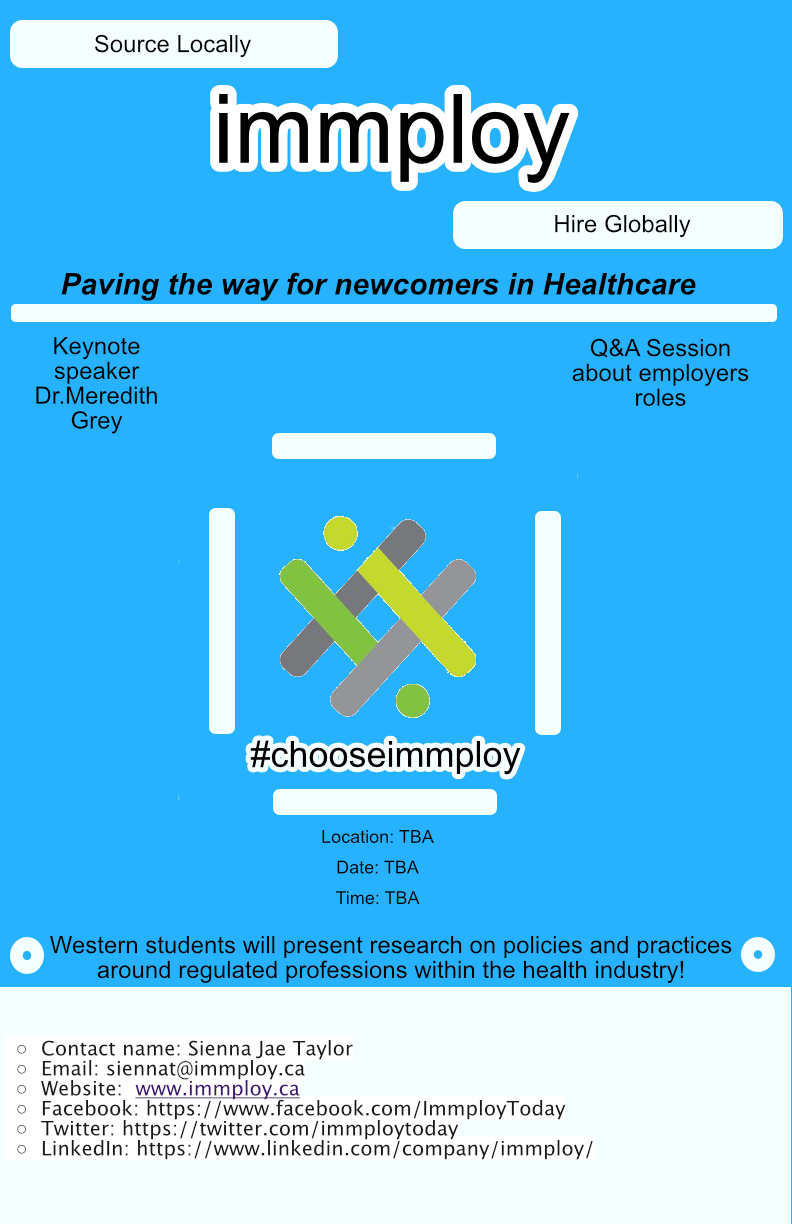 Source Locally
immploy
Hire Globally
Paving the way for newcomers in Healthcare
Keynote
speaker
Dr.Meredith
Grey
Q&A Session
about employers
roles
#chooseimmploy
Location: TBA
Date: TBA
Time: TBA
Western students will present research on policies and practices
around regulated professions within the health industry!
Contact name: Sienna Jae Taylor
Email: siennat@immploy.ca
Website:  www.immploy.ca
Facebook: https://www.facebook.com/ImmployToday
Twitter: https://twitter.com/immploytoday
LinkedIn: https://www.linkedin.com/company/immploy/